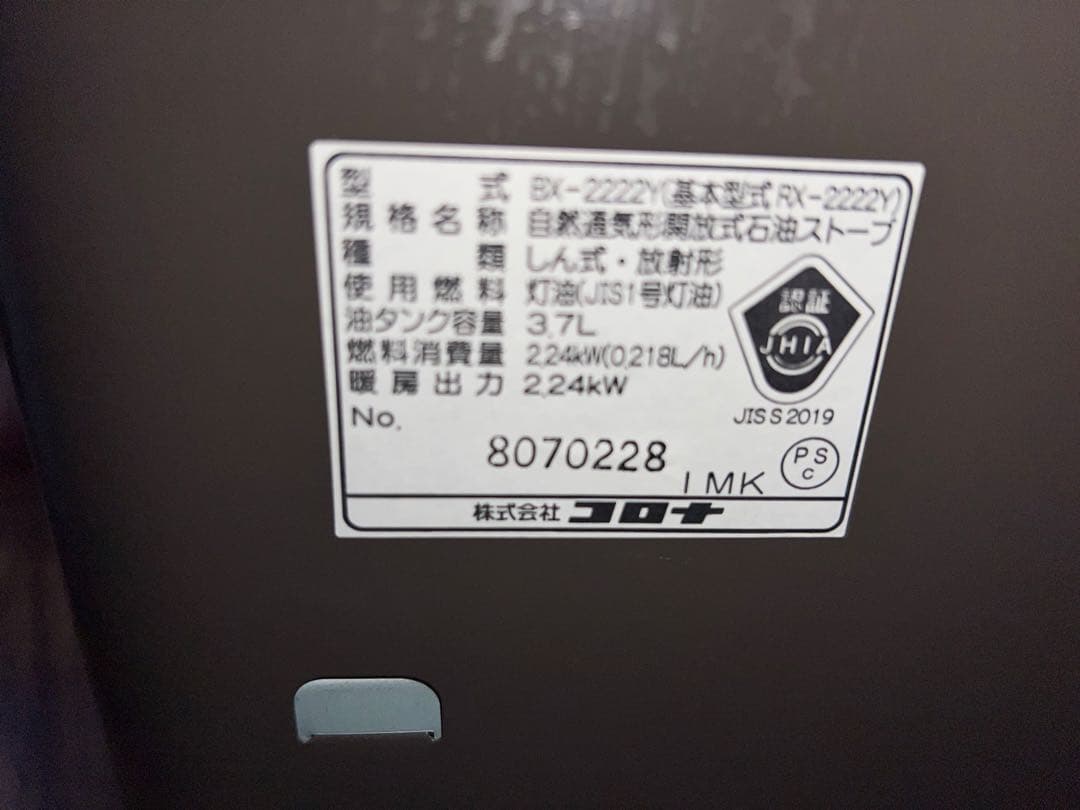 型式 BX-2222Y(基本型式 RX-2222Y)
規格名称 自然通気形開放式石油ストーブ
種類 しん式・放射形
使用燃料 灯油(JIS1号灯油)
油タンク容量 3.7L
燃料消費量 2.24kW(0.218L/h)
暖房出力 2.24kW
認証
JHIA
JIS S 2019
No.
8070228
IMK
PS
C
株式会社 コロナ